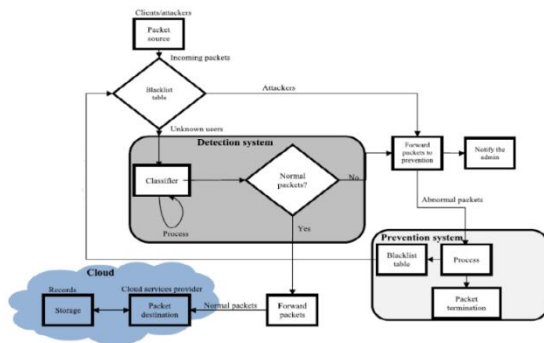 Clients/attackers
Packet
source
Incoming packets
Blacklist
table
Attackers
Unknown users
Detection system
Classifier
Process
Normal
packets?
No
Yes
Forward
packets to
prevention
Notify the
admin
Abnormal packets
Prevention system
Blacklist
table
Process
Packet
termination
Cloud
Records
Storage
Cloud services provider
Packet
destination
Normal packets
Forward
packets